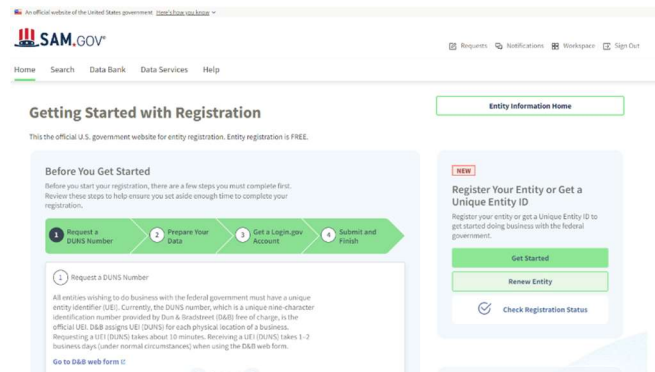 An official website of the United States government Here's how you know
SAM.GOV®
Requests Notifications Workspace Sign Out
Home Search Data Bank Data Services Help
Getting Started with Registration
Entity Information Home
This the official U.S. government website for entity registration. Entity registration is FREE.
Before You Get Started
Before you start your registration, there are a few steps you must complete first.
Review these steps to help ensure you set aside enough time to complete your
registration.
1 Request a
DUNS Number
2 Prepare Your
Data
3 Get a Login.gov
Account
4 Submit and
Finish
1 Request a DUNS Number
All entities wishing to do business with the federal government must have a unique
entity identifier (UEI). Currently, the DUNS number, which is a unique nine-character
identification number provided by Dun & Bradstreet (D&B) free of charge, is the
official UEI. D&B assigns UEI (DUNS) for each physical location of a business.
Requesting a UEI (DUNS) takes about 10 minutes. Receiving a UEI (DUNS) takes 1-2
business days (under normal circumstances) when using the D&B web form.
Go to D&B web form
NEW
Register Your Entity or Get a
Unique Entity ID
Register your entity or get a Unique Entity ID to
get started doing business with the federal
government.
Get Started
Renew Entity
Check Registration Status